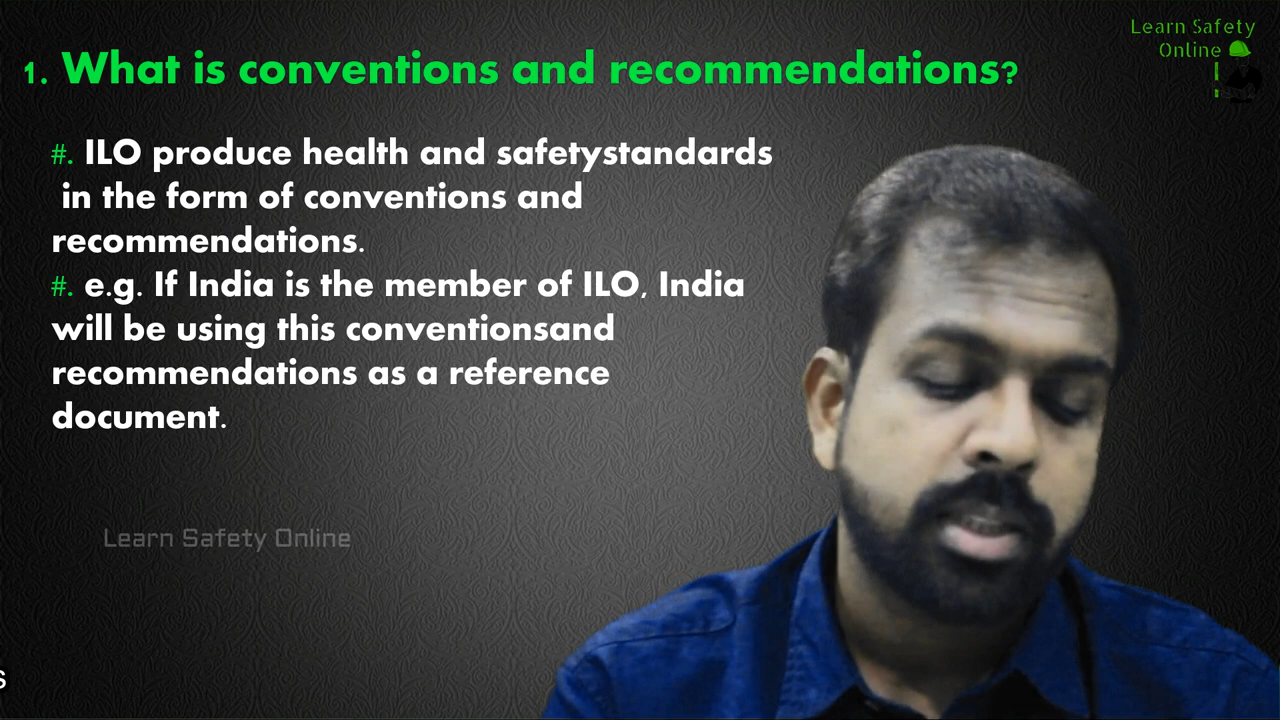 Learn Safety
Online
1. What is conventions and recommendations?
#. ILO produce health and safetystandards
in the form of conventions and
recommendations.
#. e.g. If India is the member of ILO, India
will be using this conventionsand
recommendations as a reference
document.
Learn Safety Online
s